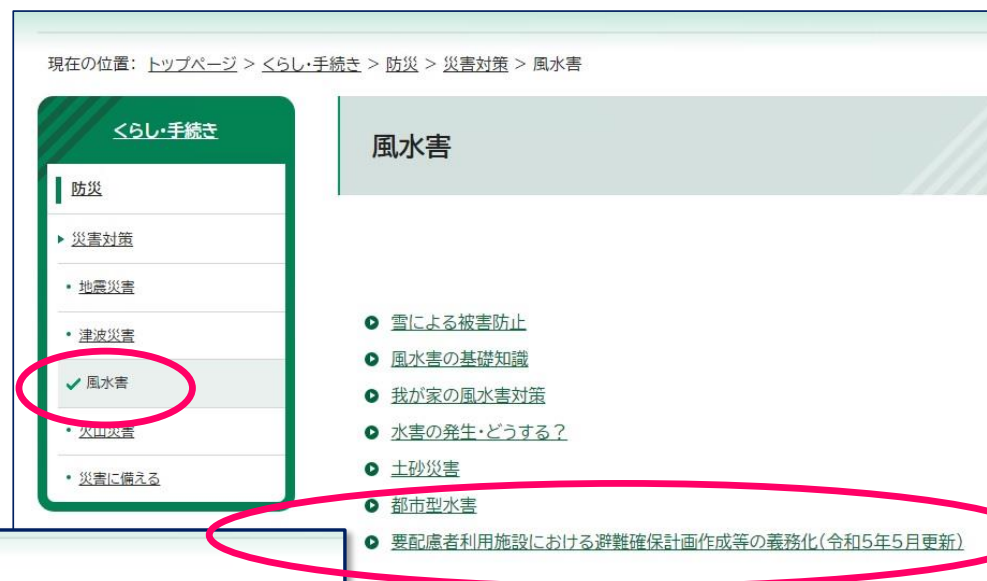 現在の位置： トップページ > くらし・手続き > 防災 > 災害対策 > 風水害
くらし・手続き
防災
災害対策
地震災害
津波災害
風水害
火山災害
災害に備える
風水害
雪による被害防止
風水害の基礎知識
我が家の風水害対策
水害の発生・どうする？
土砂災害
都市型水害
要配慮者利用施設における避難確保計画作成等の義務化（令和5年5月更新）